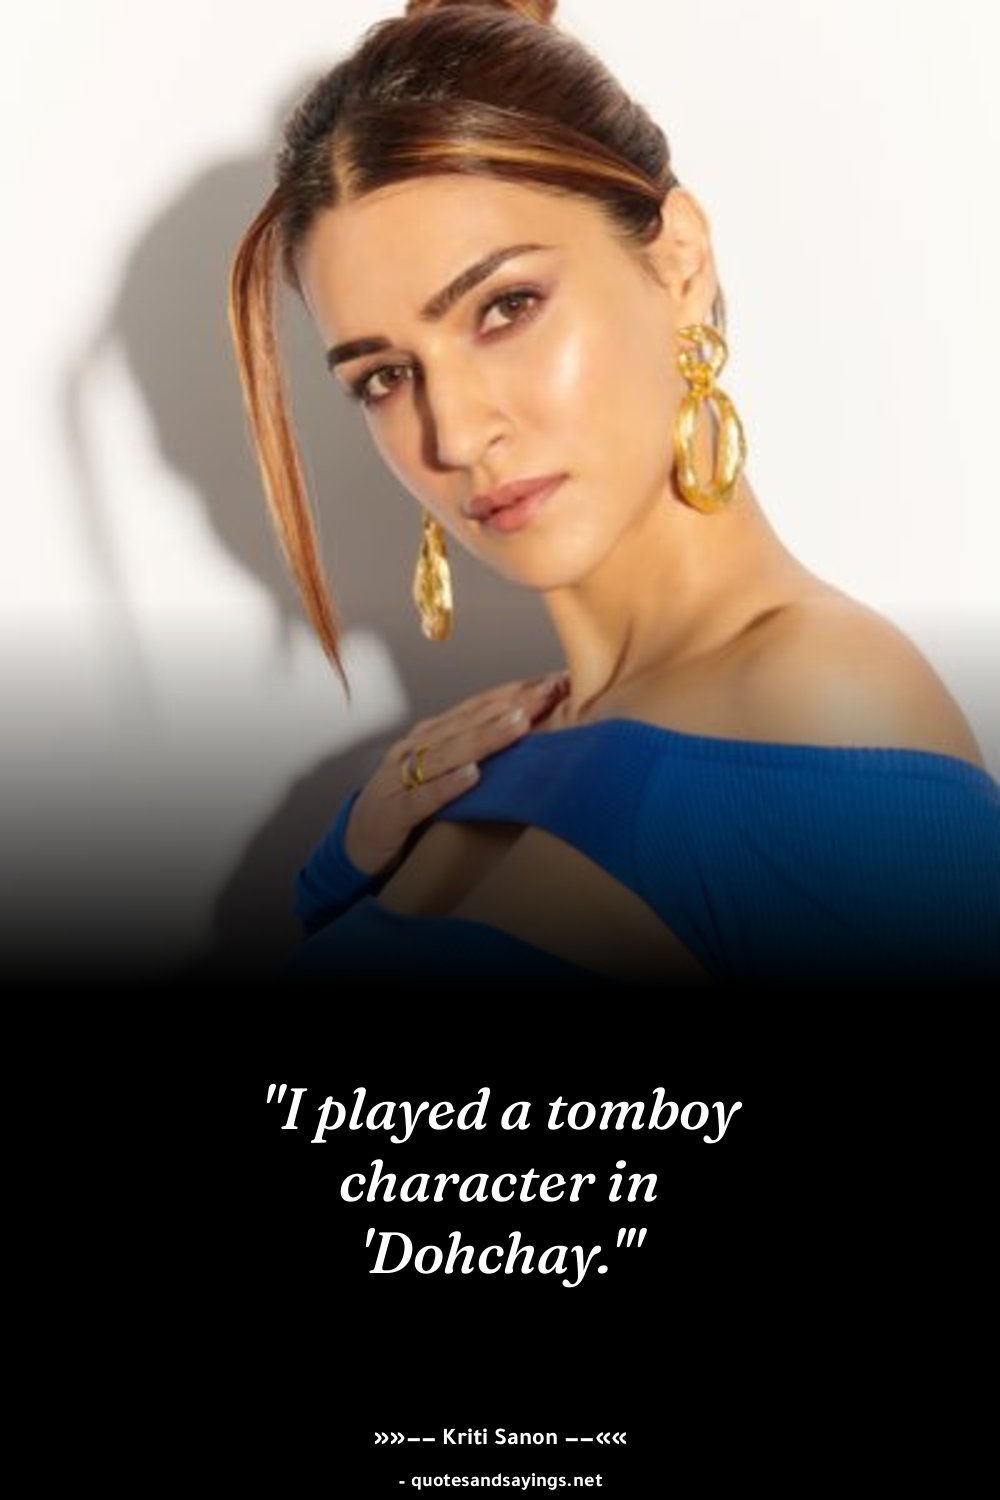 "I played a tomboy
character in
'Dohchay.'"
»»–– Kriti Sanon ––««
- quotesandsayings.net